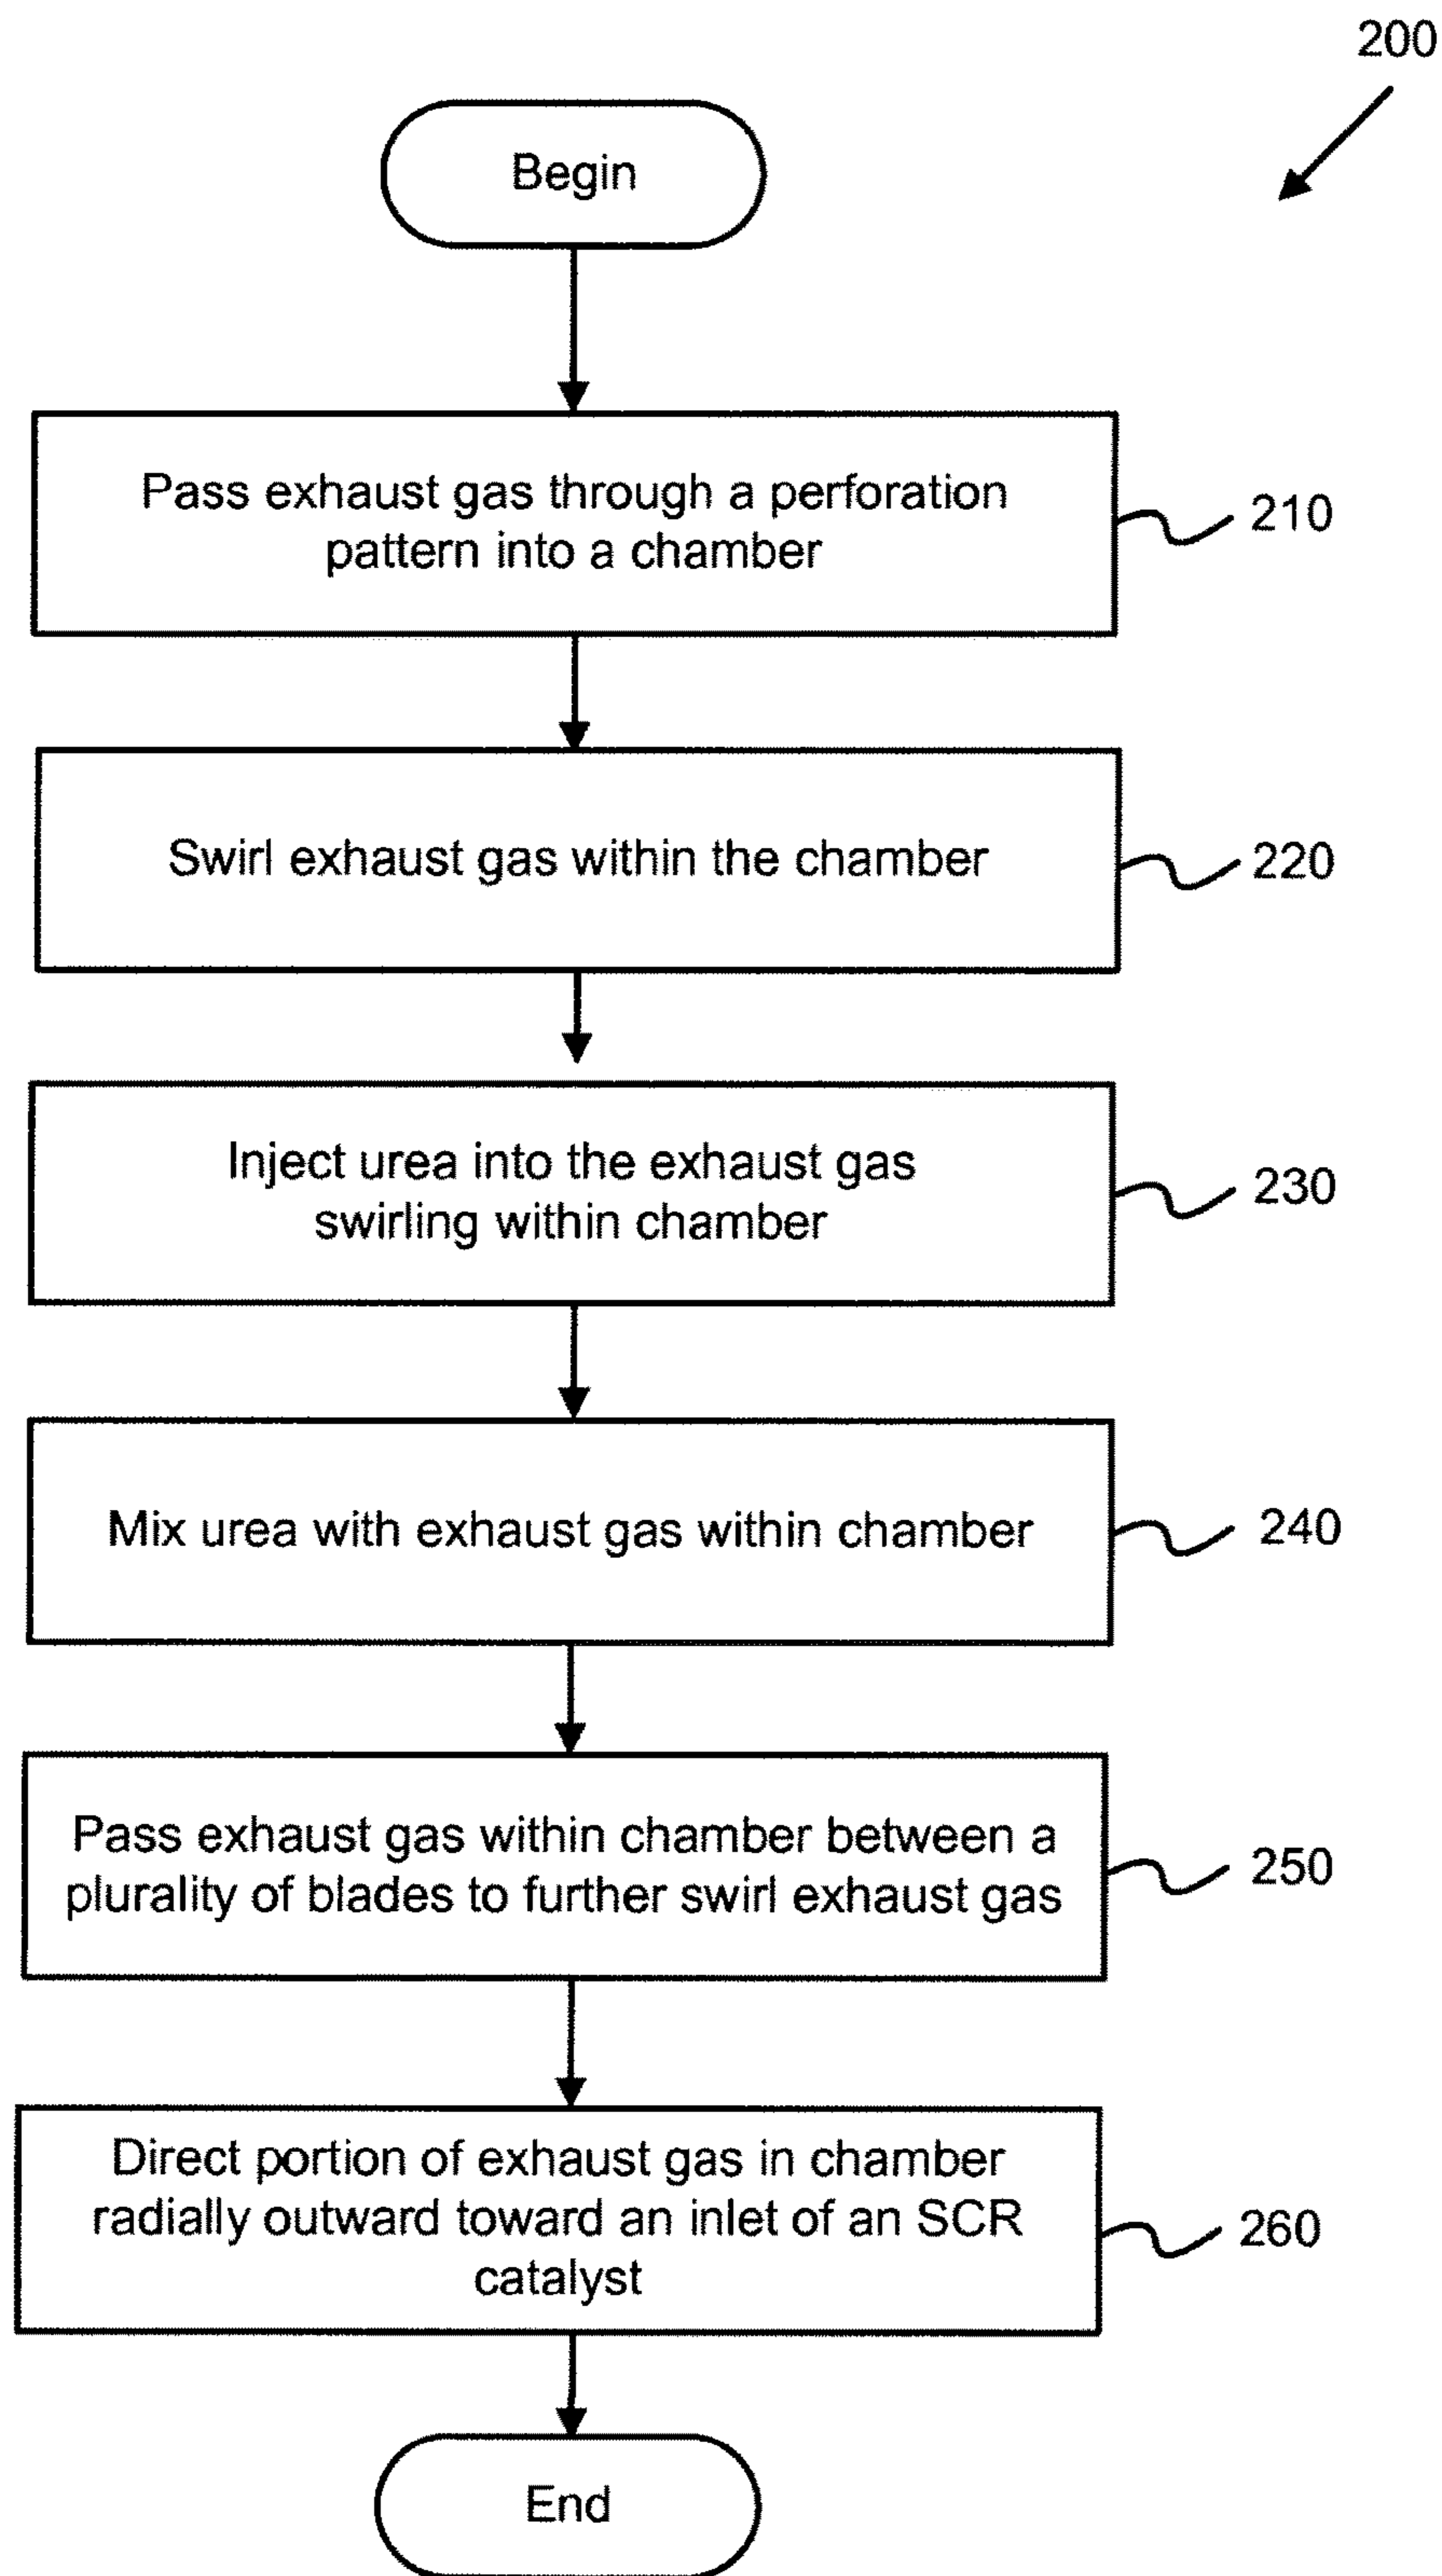 200
Begin
Pass exhaust gas through a perforation
pattern into a chamber
210
Swirl exhaust gas within the chamber
220
Inject urea into the exhaust gas
swirling within chamber
230
Mix urea with exhaust gas within chamber
240
Pass exhaust gas within chamber between a
plurality of blades to further swirl exhaust gas
250
Direct portion of exhaust gas in chamber
radially outward toward an inlet of an SCR
catalyst
260
End